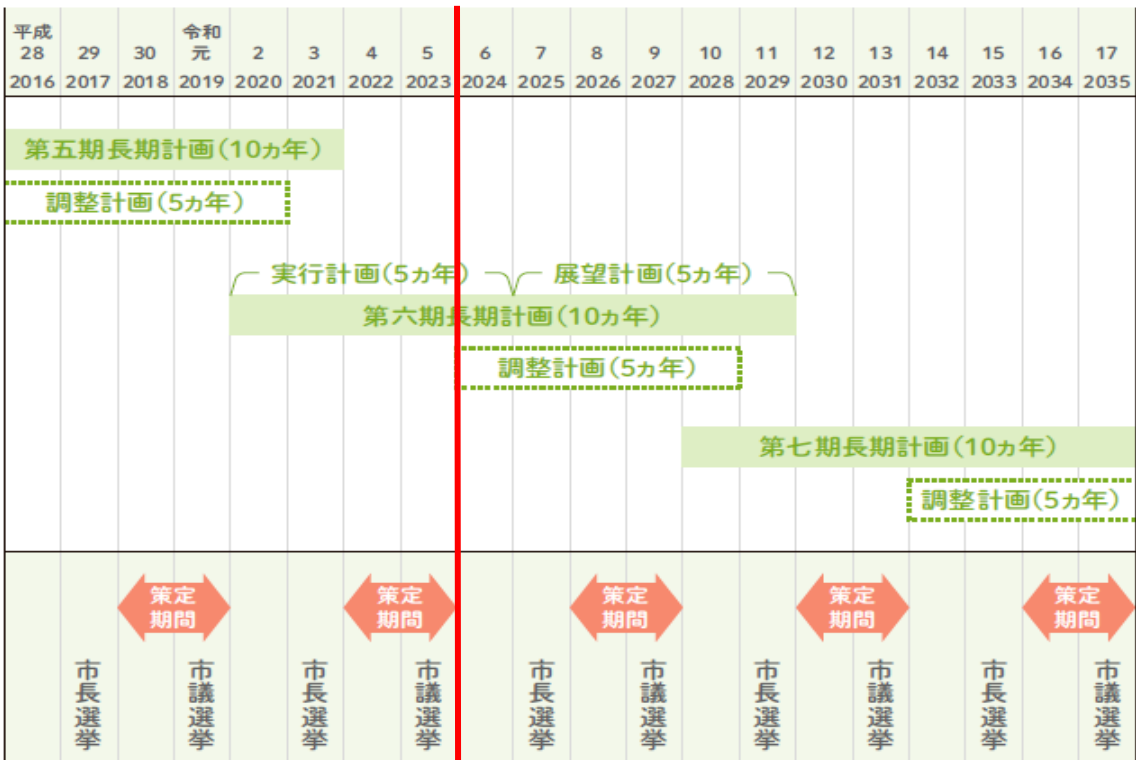 平成 令和
28 29 30 元 2 3 4 5 6 7 8 9 10 11 12 13 14 15 16 17
2016 2017 2018 2019 2020 2021 2022 2023 2024 2025 2026 2027 2028 2029 2030 2031 2032 2033 2034 2035
第五期長期計画(10ヵ年)
調整計画(5ヵ年)
実行計画(5ヵ年) 展望計画(5ヵ年)
第六期長期計画(10ヵ年)
調整計画(5ヵ年)
第七期長期計画(10ヵ年)
調整計画(5ヵ年)
策定 策定 策定 策定 策定
期間 期間 期間 期間 期間
市長選挙 市議選挙 市長選挙 市議選挙 市長選挙 市議選挙 市長選挙 市議選挙 市長選挙 市議選挙